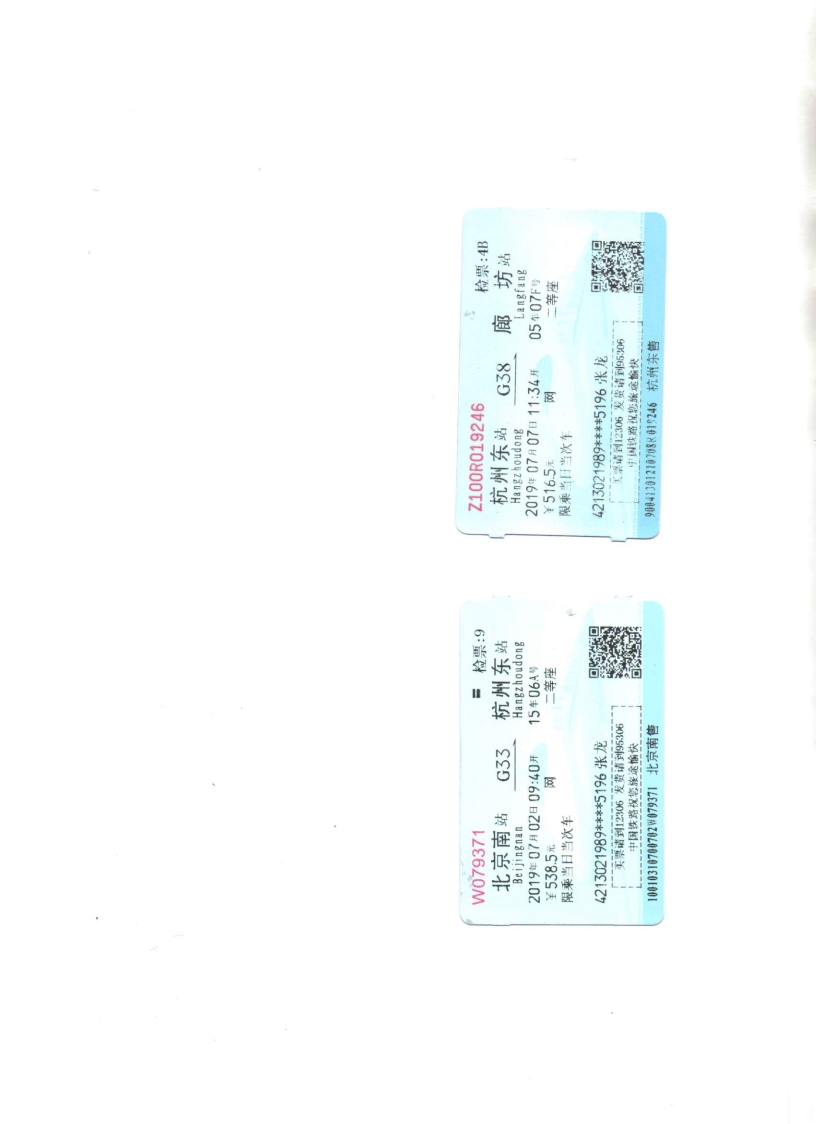 Z100R019246
检票:4B
杭州东站 G38 廊坊站
Hangzhoudong Langfang
2019年07月07日11:34开 05车07F号
￥516.5元 网 二等座
限乘当日当次车
4213021989****5196 张龙
买票请到12306 发货请到95306
中国铁路祝您旅途愉快
杭州东售
W079371
检票:9
北京南站 G33 杭州东站
Beijingnan Hangzhoudong
2019年07月02日09:40开 15车06A号
￥538.5元 网 二等座
限乘当日当次车
4213021989****5196 张龙
买票请到12306 发货请到95306
中国铁路祝您旅途愉快
10010310700702W079371 北京南售